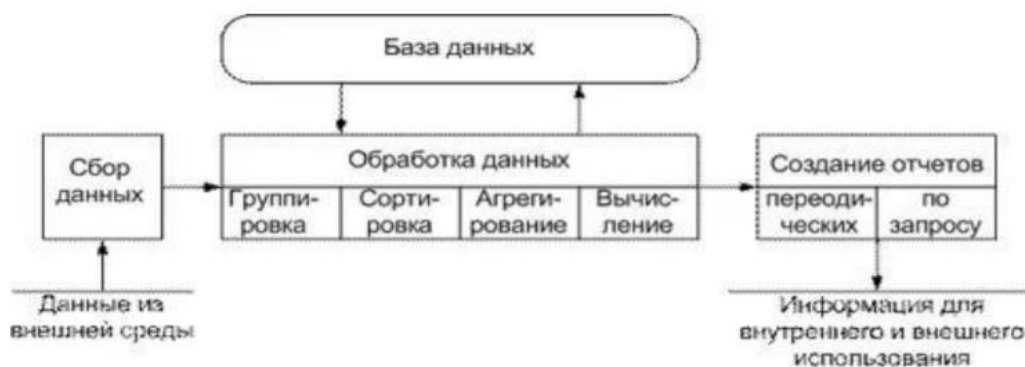 База данных
Сбор
данных
Обработка данных
Группи-
ровка
Сорти-
ровка
Агреги-
рование
Вычис-
ление
Создание отчетов
переоди-
ческих
по
запросу
Данные из
внешней среды
Информация для
внутреннего и внешнего
использования